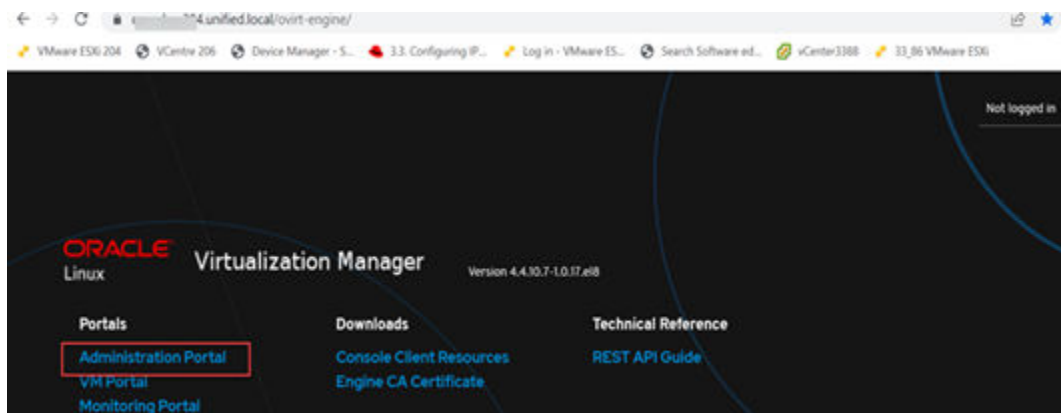 4.unified.local/ovirt-engine/
VMware ESXi 204 VCentre 206 Device Manager - S... 3.3. Configuring IP... Log in - VMware ES... Search Software ed... vCenter3388 33_86 VMware ESXi
Not logged in
ORACLE
Linux
Virtualization Manager
Version 4.4.10.7-1.0.17.el8
Portals Downloads Technical Reference
Administration Portal Console Client Resources REST API Guide
VM Portal Engine CA Certificate
Monitoring Portal